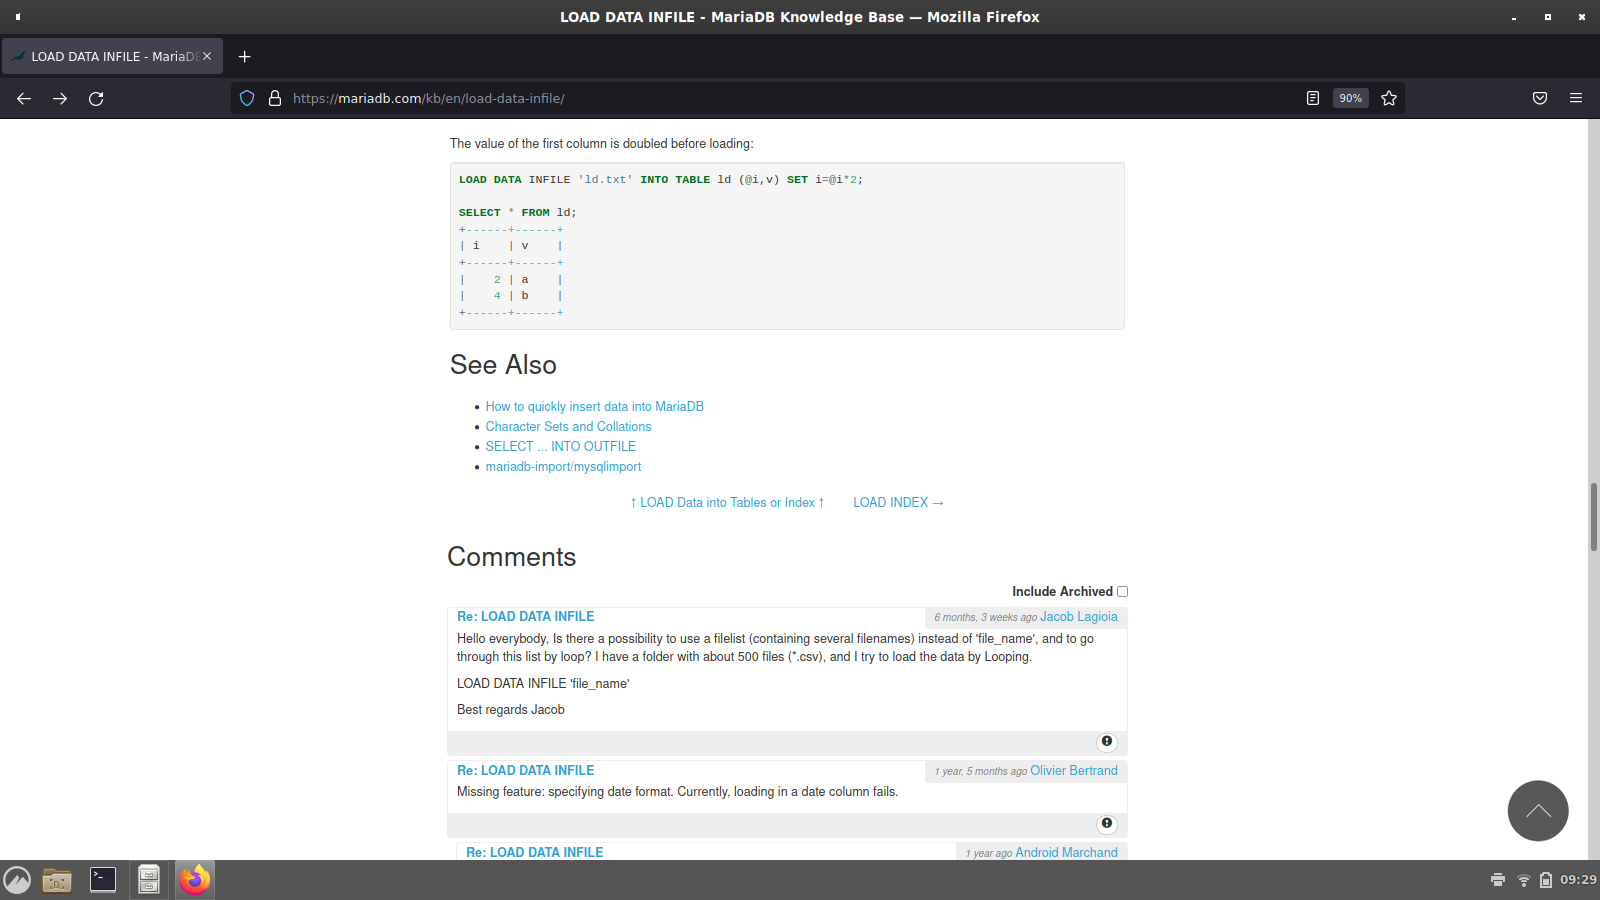 LOAD DATA INFILE - MariaDB Knowledge Base — Mozilla Firefox
LOAD DATA INFILE - MariaDB
https://mariadb.com/kb/en/load-data-infile/
90%
The value of the first column is doubled before loading:
LOAD DATA INFILE 'ld.txt' INTO TABLE ld (@i,v) SET i=@i*2;
SELECT * FROM ld;
+------+------+
| i    | v    |
+------+------+
|    2 | a    |
|    4 | b    |
+------+------+
See Also
• How to quickly insert data into MariaDB
• Character Sets and Collations
• SELECT ... INTO OUTFILE
• mariadb-import/mysqlimport
↑ LOAD Data into Tables or Index ↑ LOAD INDEX →
Comments
Include Archived
Re: LOAD DATA INFILE 6 months, 3 weeks ago Jacob Lagioia
Hello everybody, Is there a possibility to use a filelist (containing several filenames) instead of 'file_name', and to go
through this list by loop? I have a folder with about 500 files (*.csv), and I try to load the data by Looping.
LOAD DATA INFILE 'file_name'
Best regards Jacob
Re: LOAD DATA INFILE 1 year, 5 months ago Olivier Bertrand
Missing feature: specifying date format. Currently, loading in a date column fails.
Re: LOAD DATA INFILE 1 year ago Android Marchand
09:29